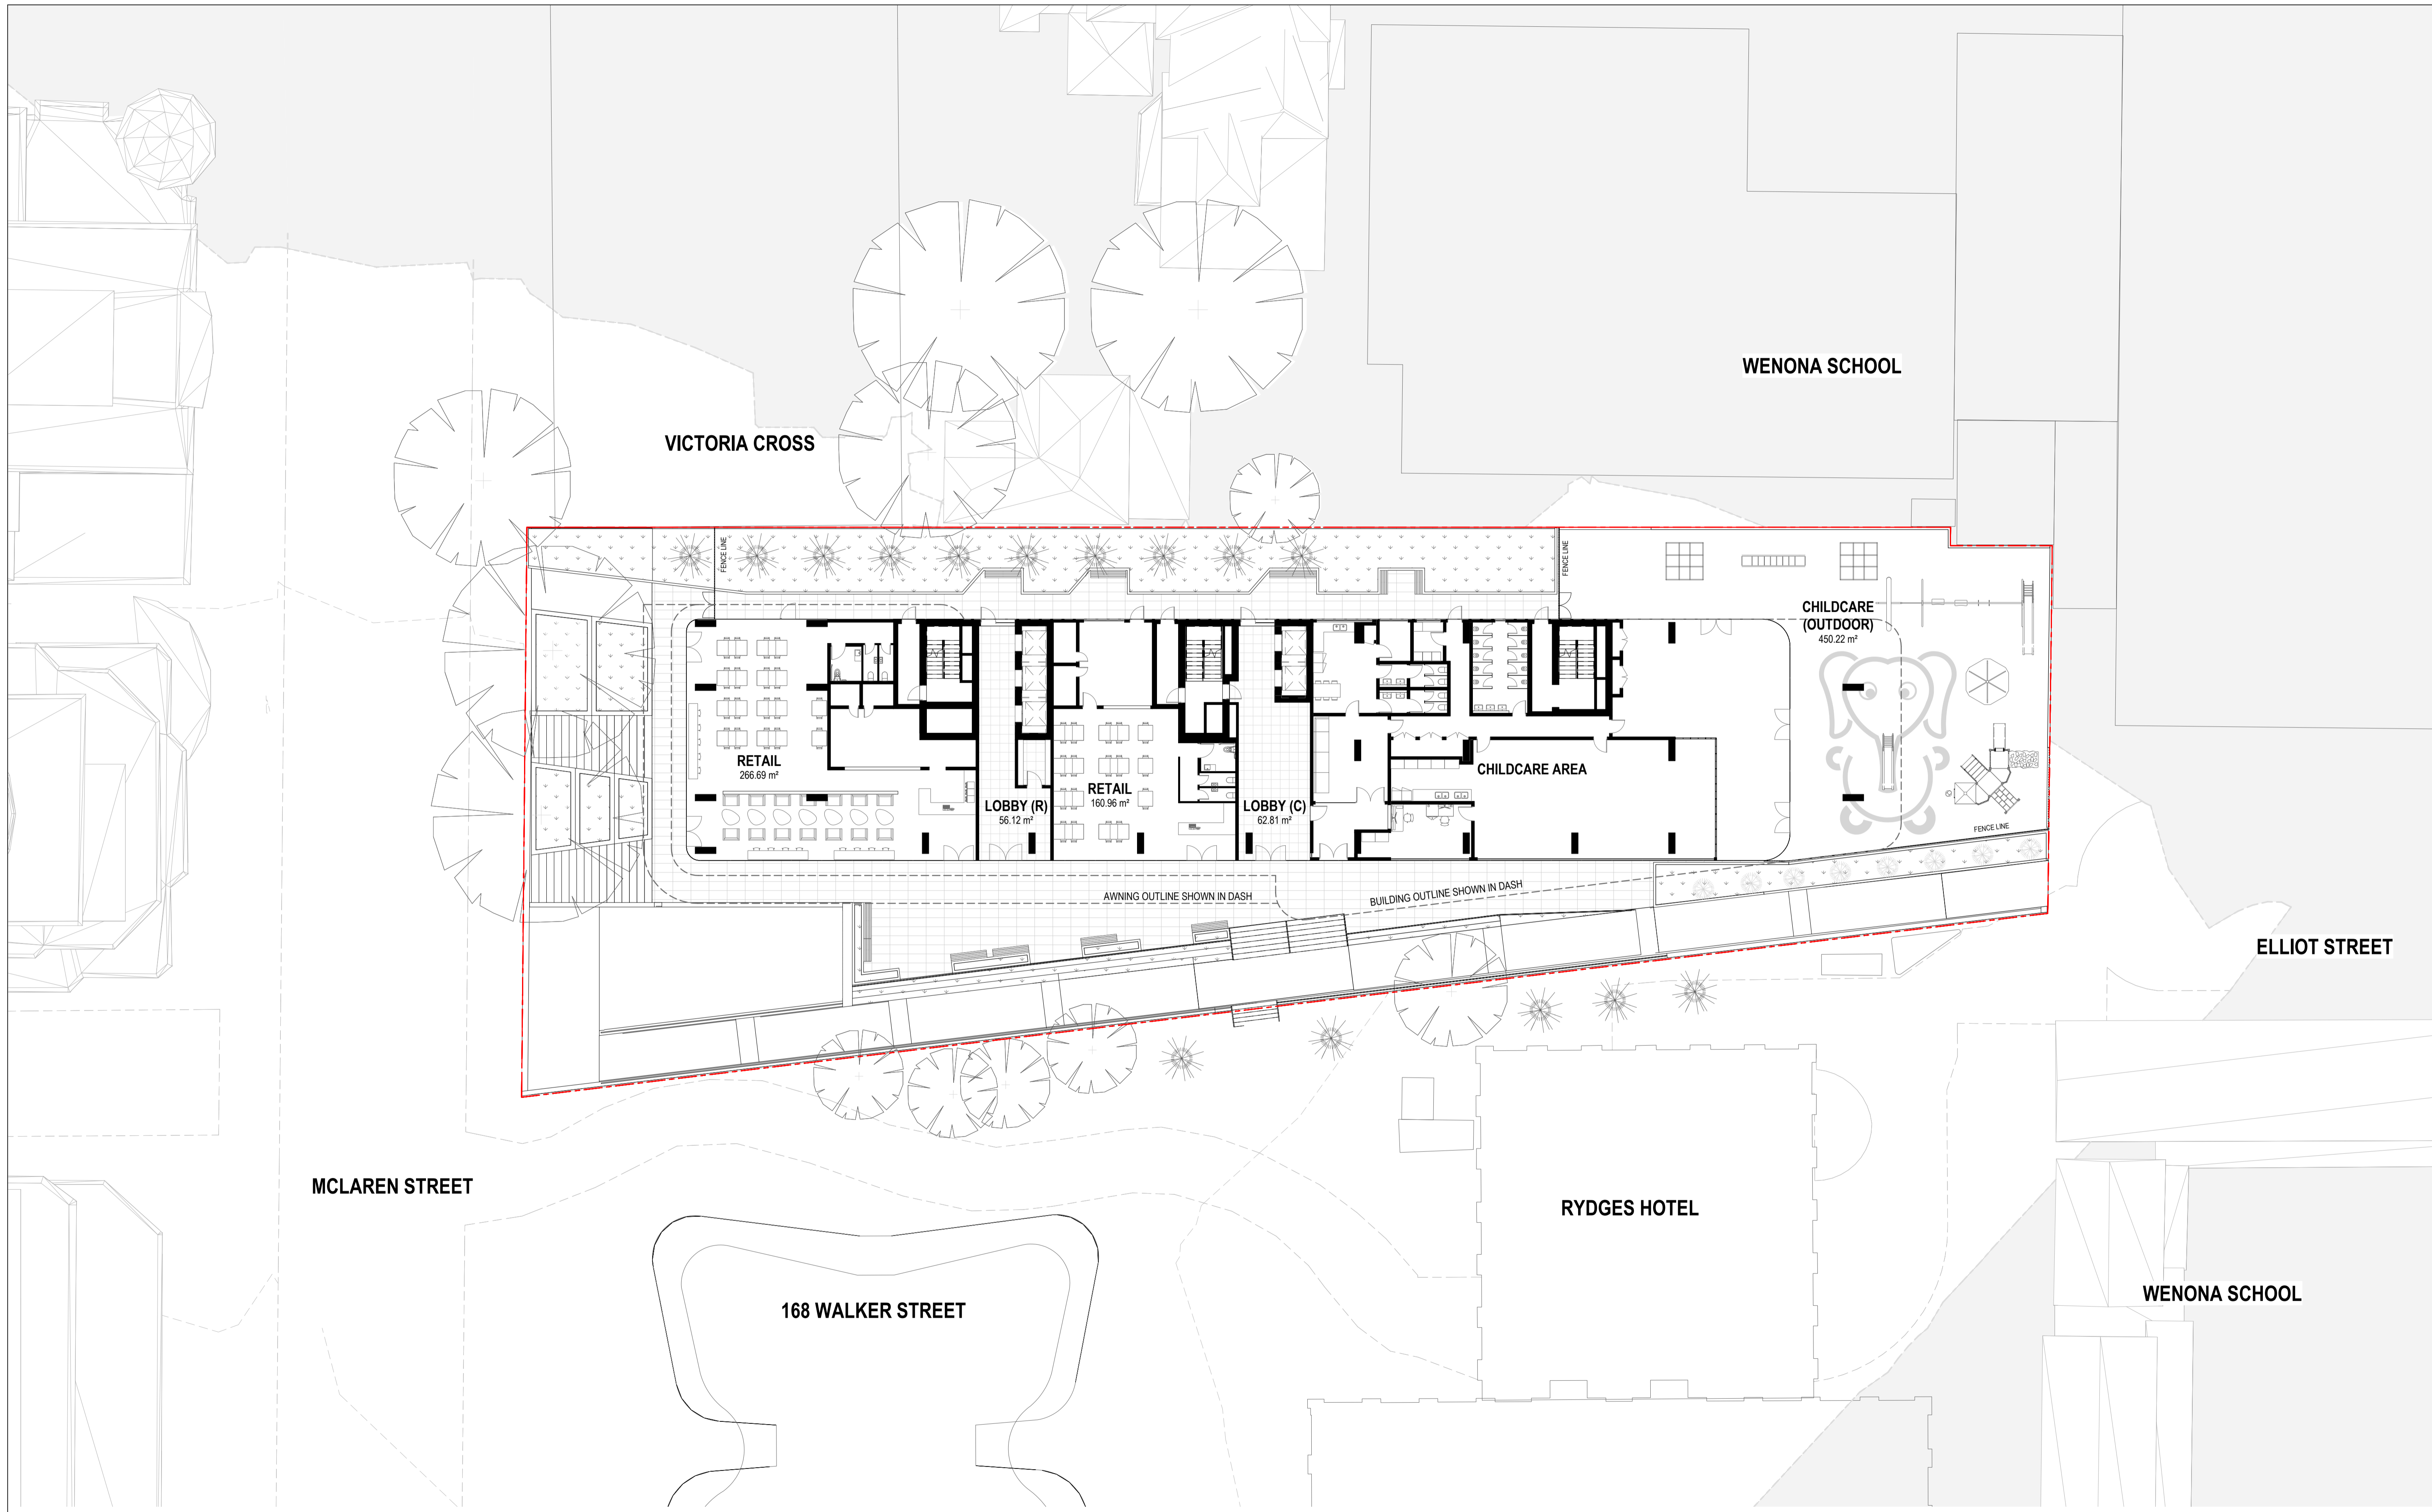 WENONA SCHOOL
VICTORIA CROSS
FENCE LINE
FENCE LINE
CHILDCARE
(OUTDOOR)
450.22 m²
RETAIL
266.69 m²
CHILDCARE AREA
RETAIL
160.96 m²
LOBBY (R)
56.12 m²
LOBBY (C)
62.81 m²
FENCE LINE
AWNING OUTLINE SHOWN IN DASH
BUILDING OUTLINE SHOWN IN DASH
ELLIOT STREET
MCLAREN STREET
RYDGES HOTEL
168 WALKER STREET
WENONA SCHOOL